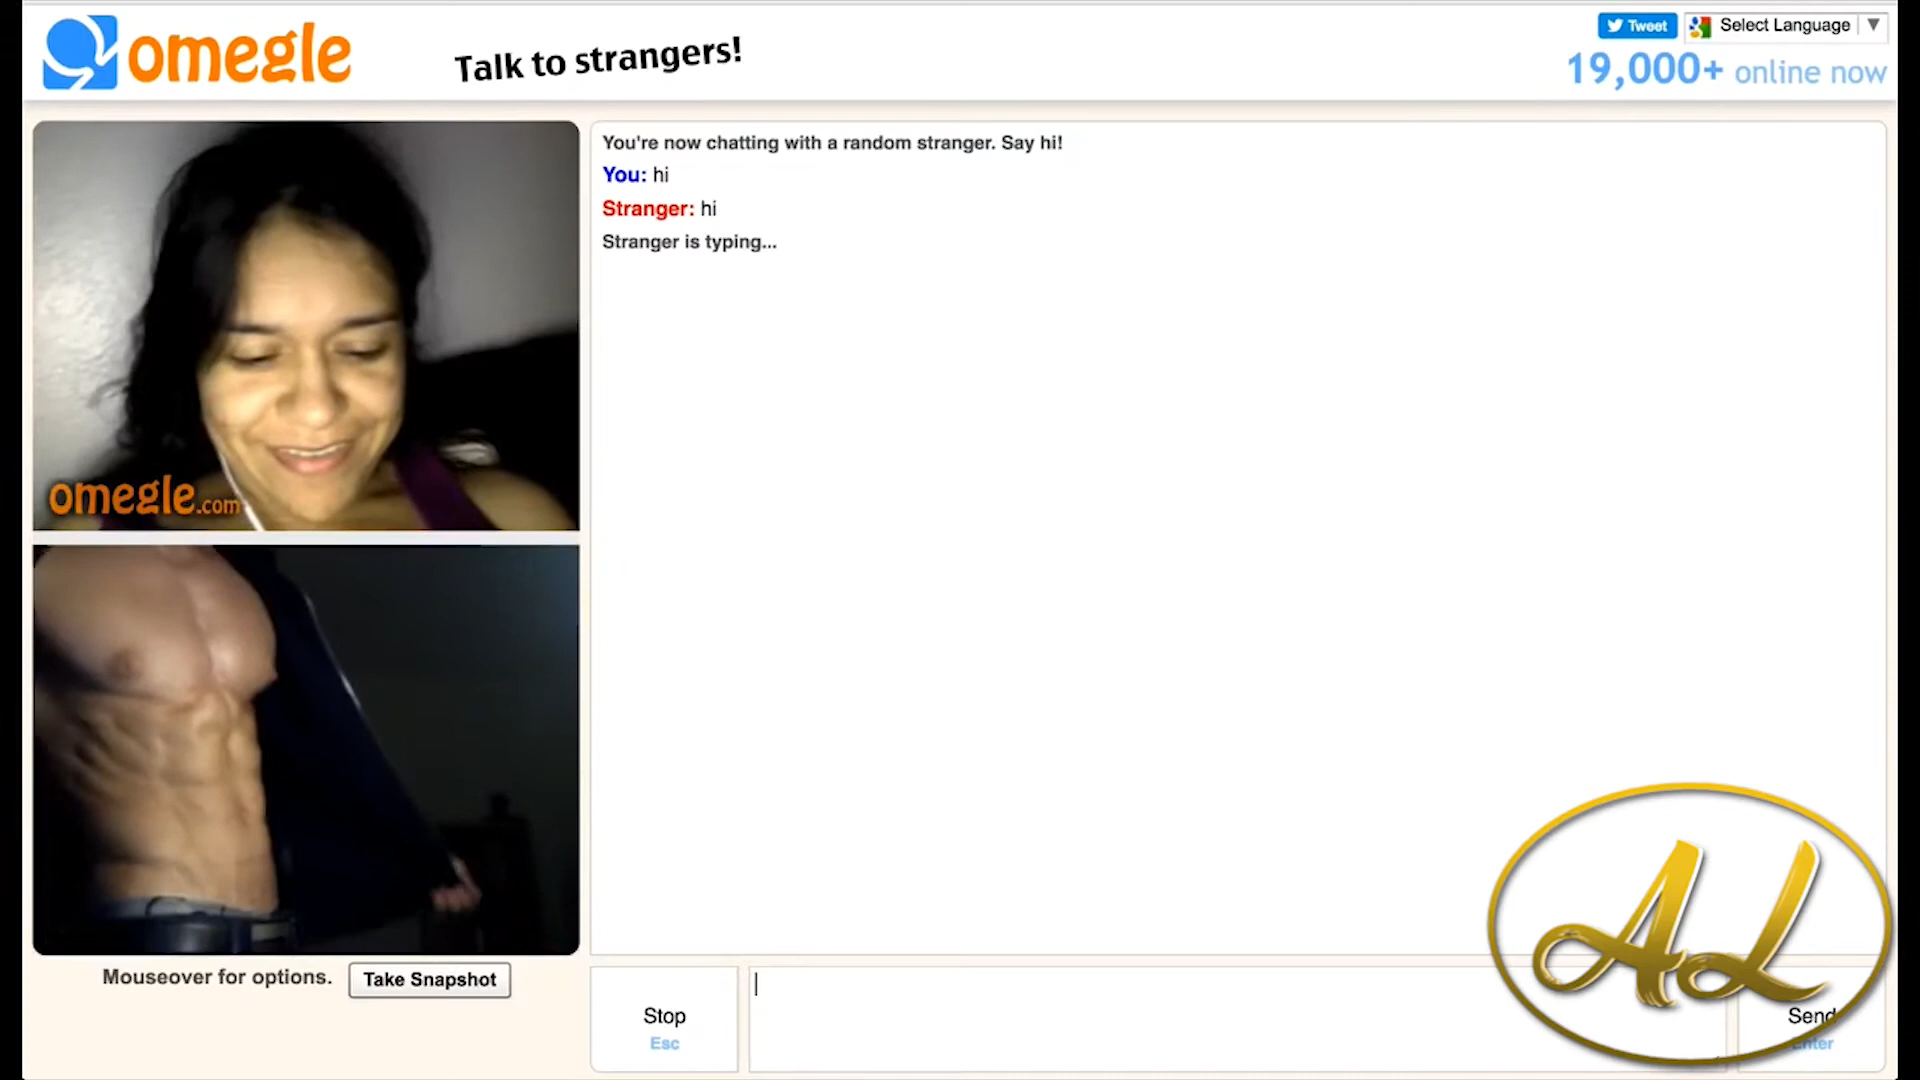 omegle
Talk to strangers!
Tweet
Select Language
19,000+ online now
You're now chatting with a random stranger. Say hi!
You: hi
Stranger: hi
Stranger is typing...
omegle.com
Mouseover for options.
Take Snapshot
Stop
Esc
Send
Enter
AL